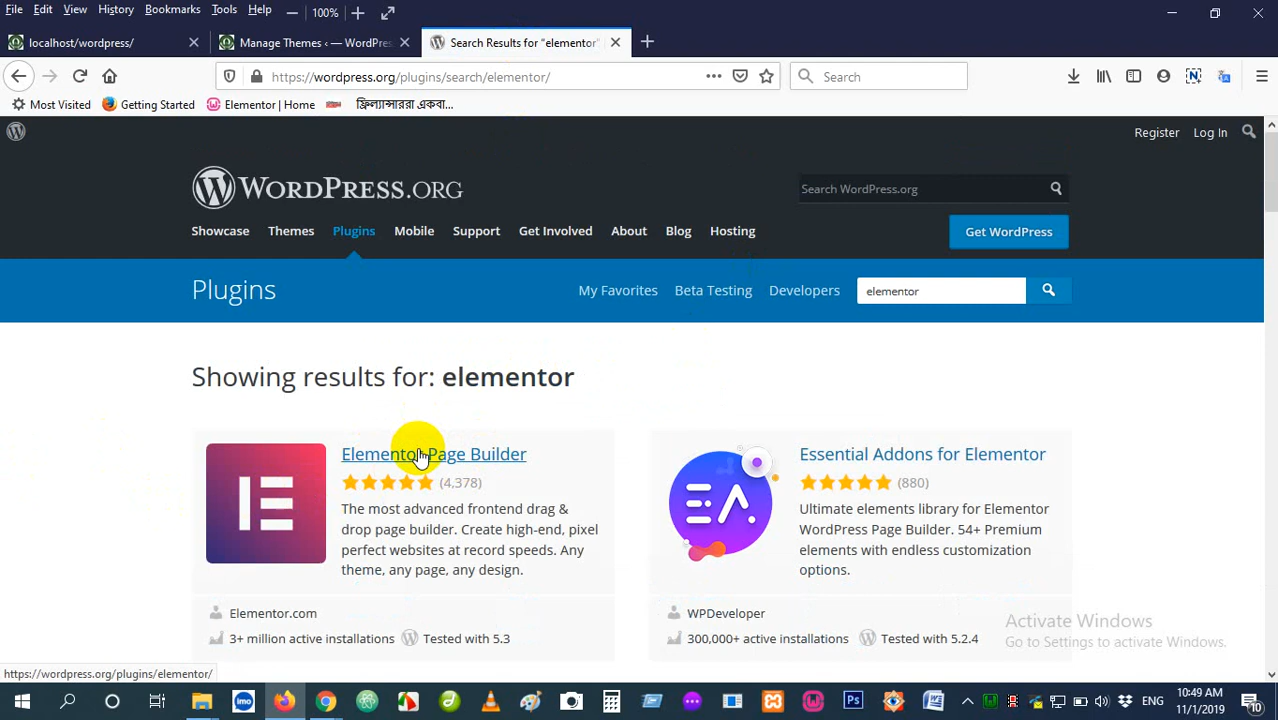 File Edit View History Bookmarks Tools Help 100%
localhost/wordpress/
Manage Themes ‹ — WordPres
Search Results for “elementor”
https://wordpress.org/plugins/search/elementor/
Search
Most Visited Getting Started Elementor | Home ফ্রিল্যান্সাররা একবা...
Register Log In
WORDPRESS.ORG
Search WordPress.org
Showcase Themes Plugins Mobile Support Get Involved About Blog Hosting
Get WordPress
Plugins
My Favorites Beta Testing Developers
elementor
Showing results for: elementor
Elementor Page Builder
(4,378)
The most advanced frontend drag &
drop page builder. Create high-end, pixel
perfect websites at record speeds. Any
theme, any page, any design.
Elementor.com
3+ million active installations Tested with 5.3
Essential Addons for Elementor
(880)
Ultimate elements library for Elementor
WordPress Page Builder. 54+ Premium
elements with endless customization
options.
WPDeveloper
300,000+ active installations Tested with 5.2.4
Activate Windows
Go to Settings to activate Windows.
https://wordpress.org/plugins/elementor/
imo
Ps
ENG
10:49 AM
11/1/2019
10